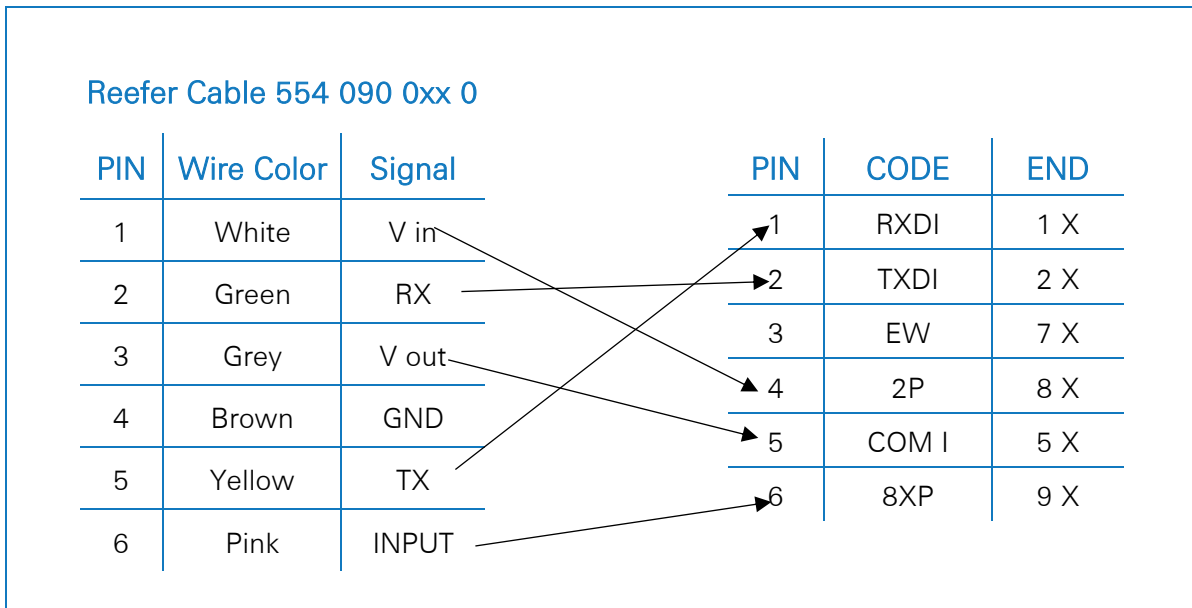 Reefer Cable 554 090 0xx 0
PIN Wire Color Signal
1 White V in
2 Green RX
3 Grey V out
4 Brown GND
5 Yellow TX
6 Pink INPUT
PIN CODE END
1 RXDI 1 X
2 TXDI 2 X
3 EW 7 X
4 2P 8 X
5 COM I 5 X
6 8XP 9 X